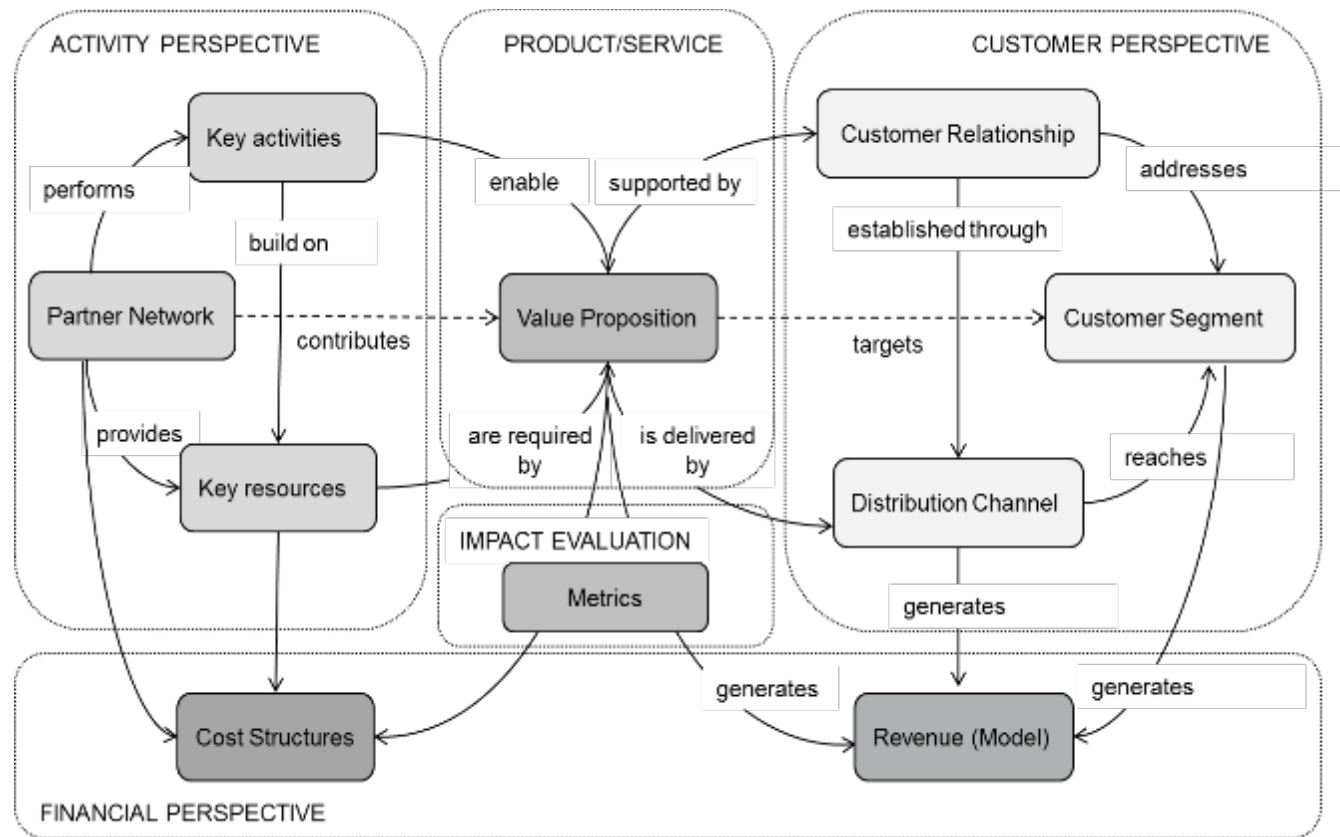 ACTIVITY PERSPECTIVE
PRODUCT/SERVICE
CUSTOMER PERSPECTIVE
Key activities
Customer Relationship
performs
enable
supported by
addresses
build on
established through
Partner Network
contributes
Value Proposition
targets
Customer Segment
provides
are required
by
is delivered
by
reaches
Key resources
Distribution Channel
IMPACT EVALUATION
Metrics
generates
generates
generates
Cost Structures
Revenue (Model)
FINANCIAL PERSPECTIVE